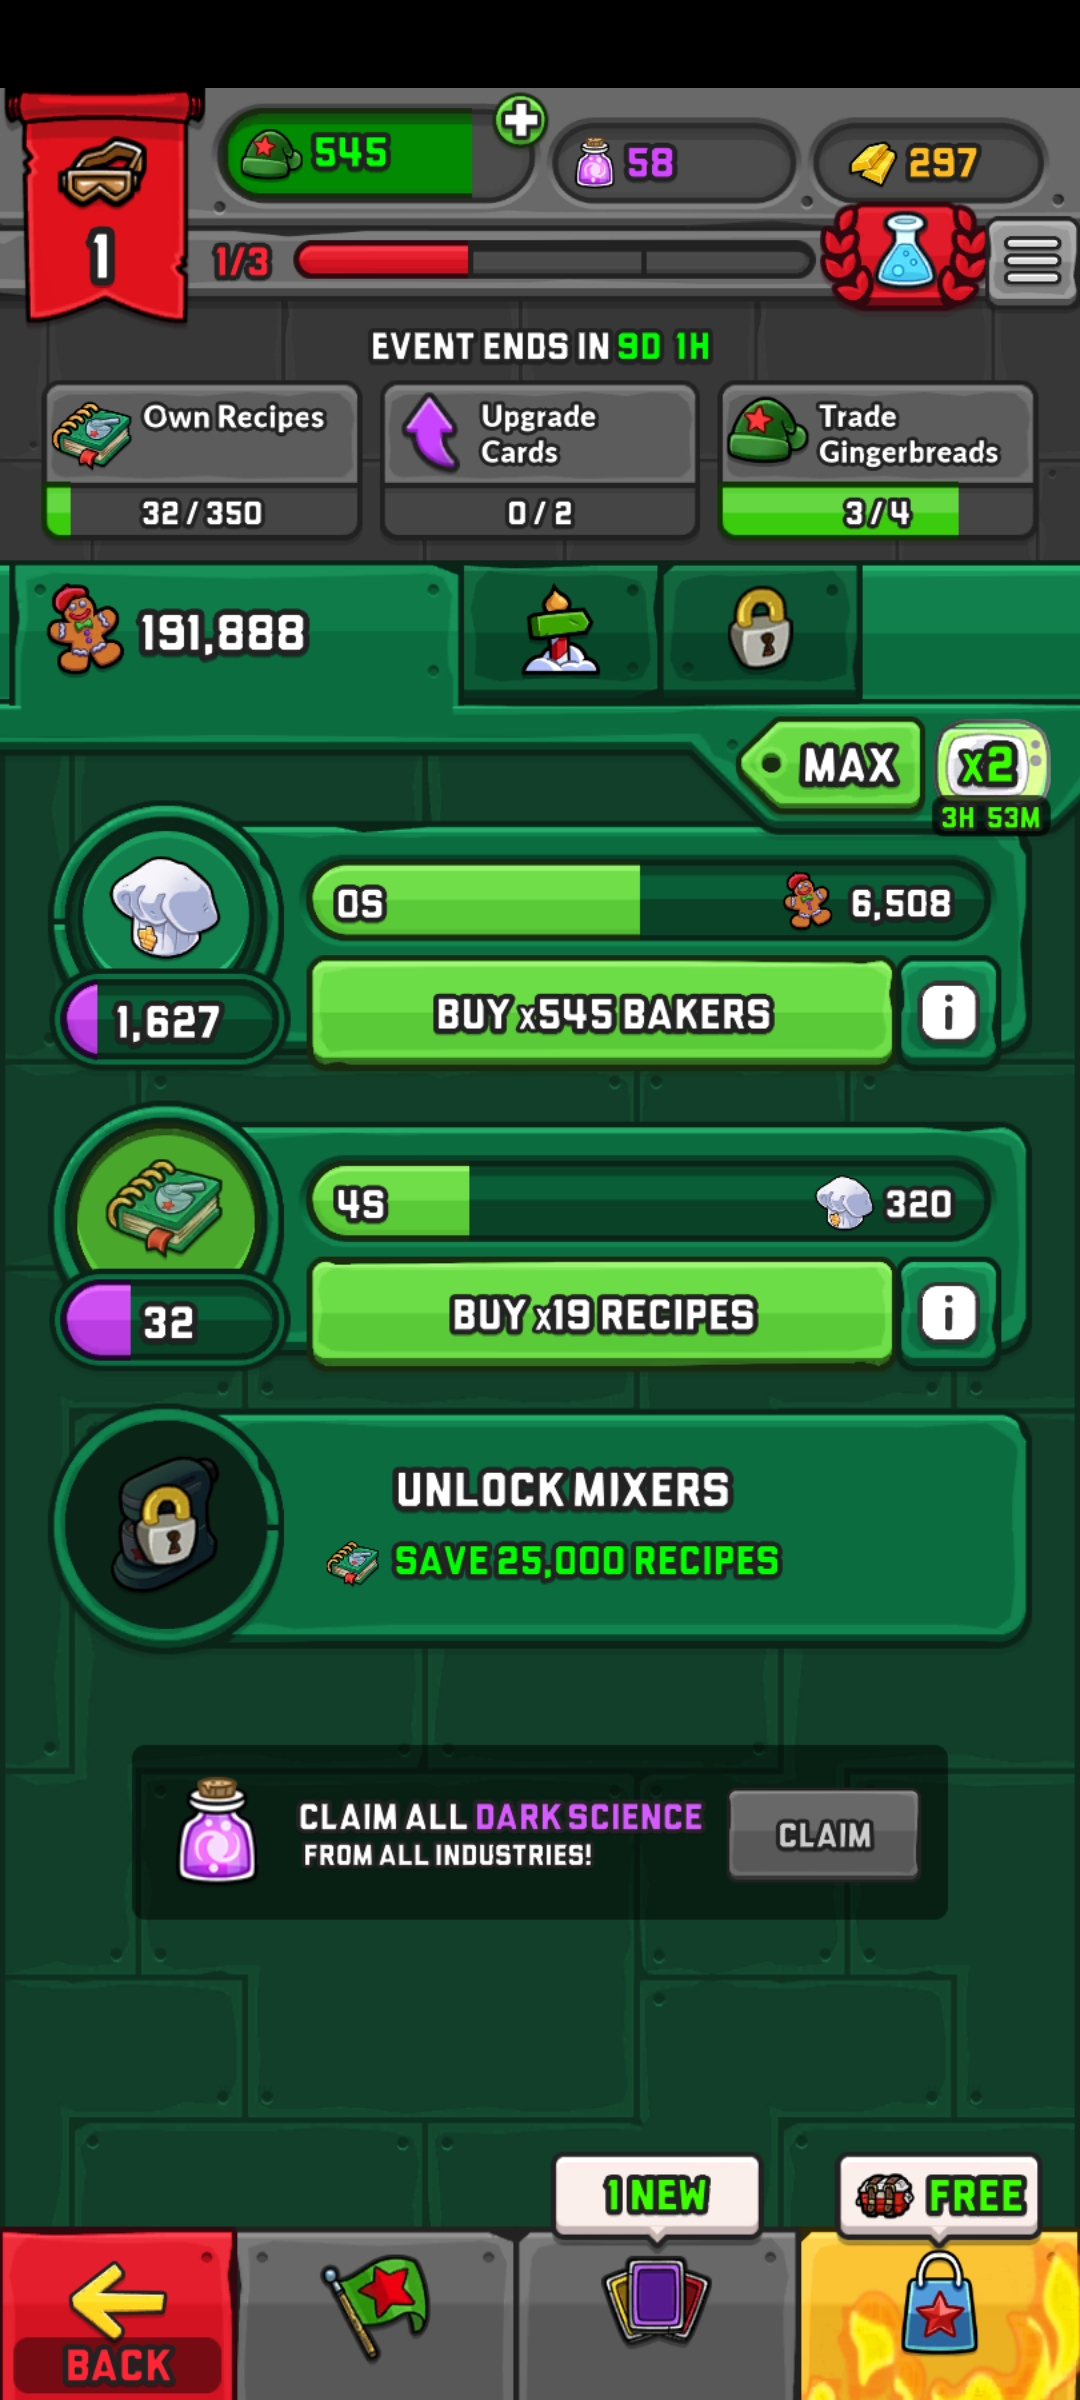 545
58
297
1
1/3
EVENT ENDS IN 9D 1H
Own Recipes
32/350
Upgrade
Cards
0/2
Trade
Gingerbreads
3/4
191,888
MAX
x2
3H 53M
0S
6,508
1,627
BUY x545 BAKERS
i
4S
320
32
BUY x19 RECIPES
i
UNLOCK MIXERS
SAVE 25,000 RECIPES
CLAIM ALL DARK SCIENCE
FROM ALL INDUSTRIES!
CLAIM
1 NEW
FREE
BACK